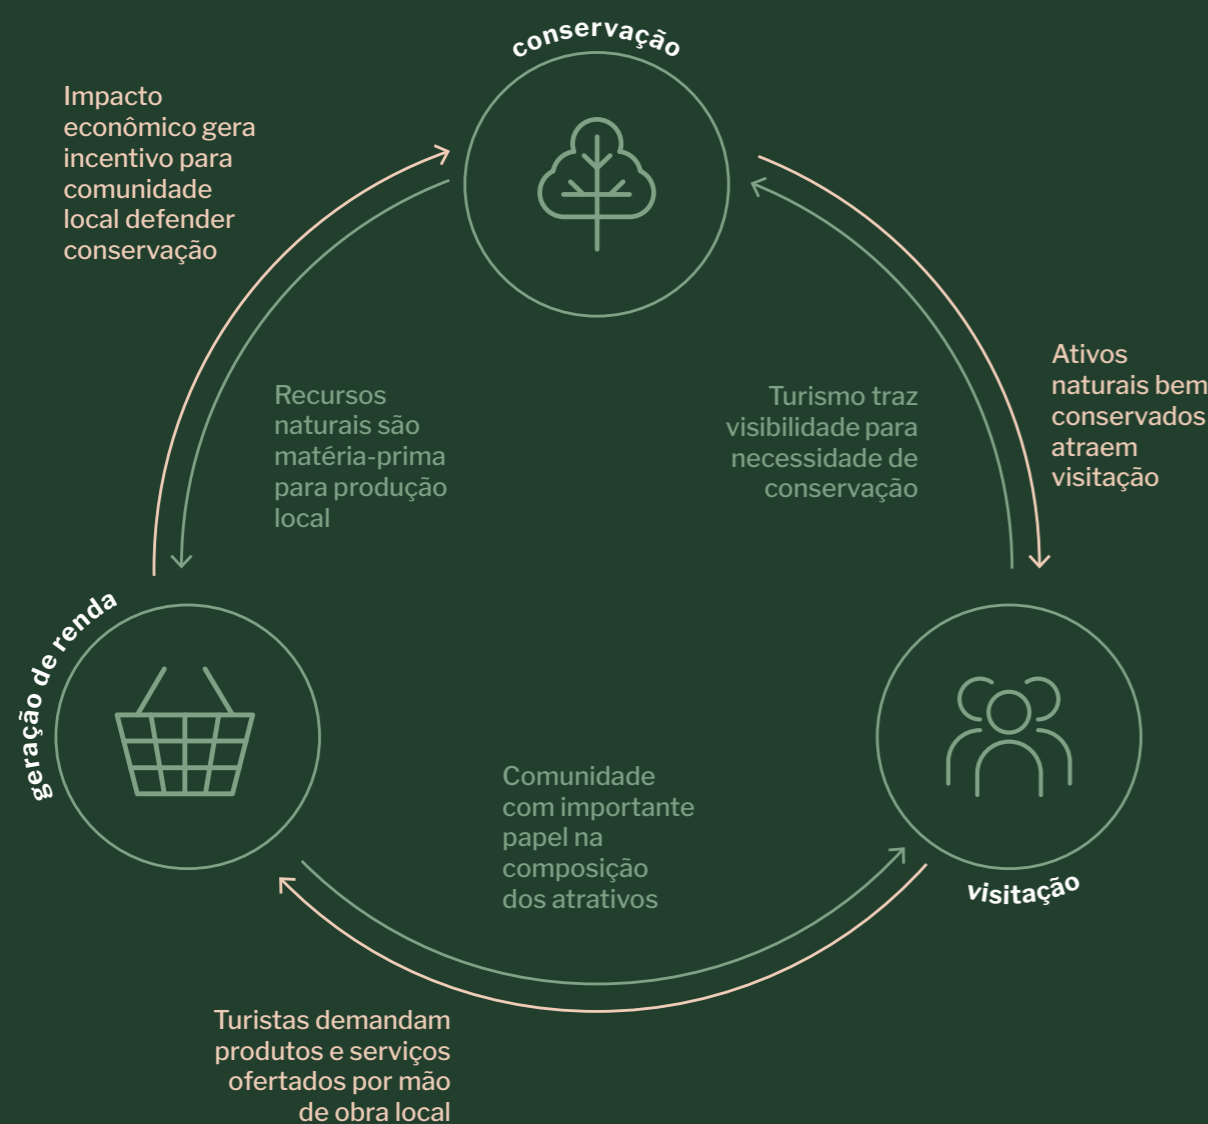 conservação
Impacto
econômico gera
incentivo para
comunidade
local defender
conservação
Ativos
naturais bem
conservados
atraem
visitação
Recursos
naturais são
matéria-prima
para produção
local
Turismo traz
visibilidade para
necessidade de
conservação
geração de renda
Comunidade
com importante
papel na
composição
dos atrativos
visitação
Turistas demandam
produtos e serviços
ofertados por mão
de obra local